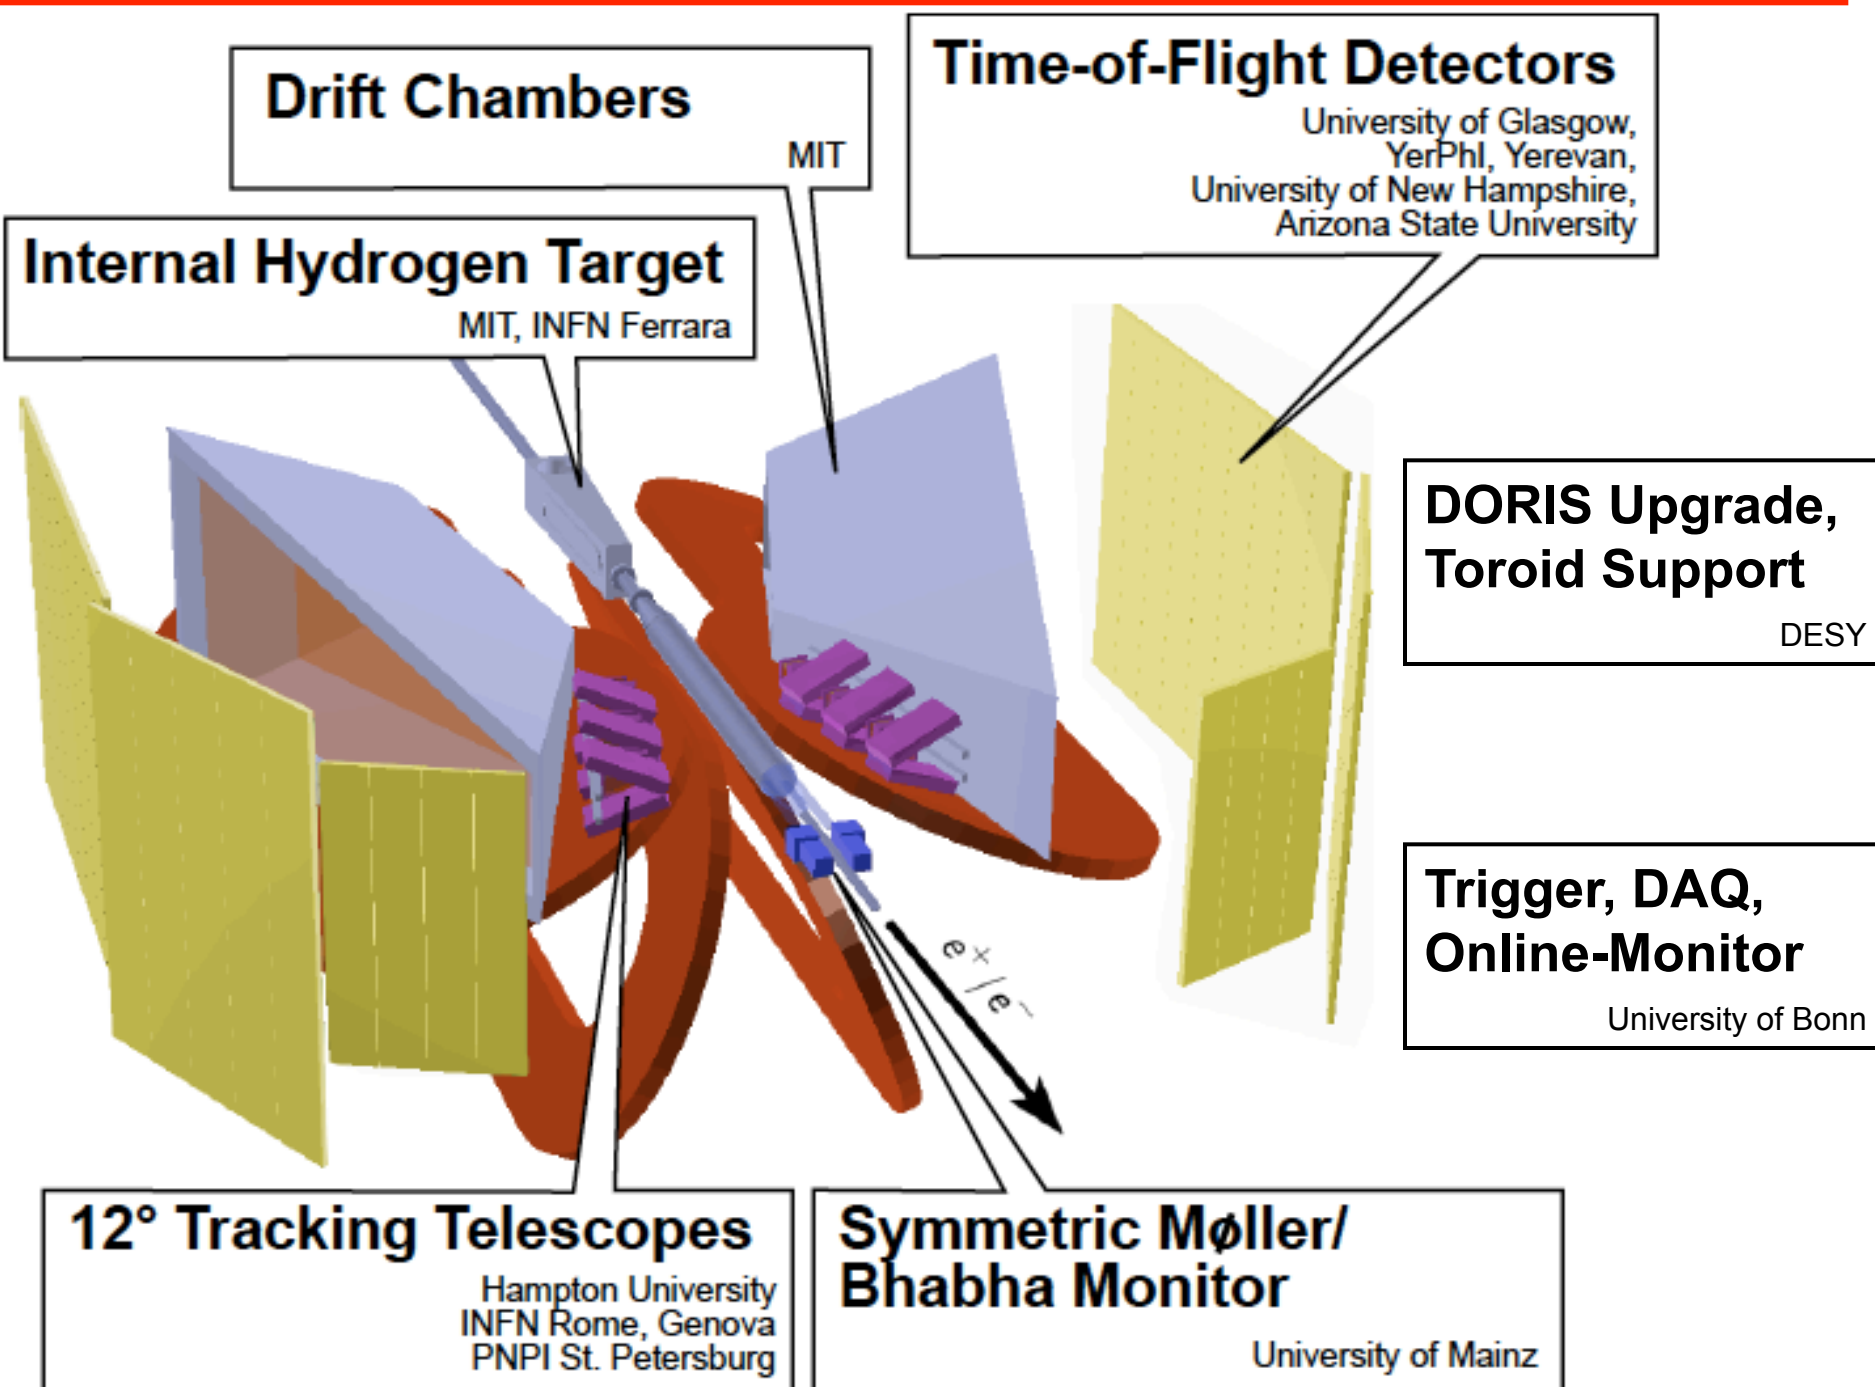 Drift Chambers
MIT
Time-of-Flight Detectors
University of Glasgow,
YerPhI, Yerevan,
University of New Hampshire,
Arizona State University
Internal Hydrogen Target
MIT, INFN Ferrara
DORIS Upgrade,
Toroid Support
DESY
Trigger, DAQ,
Online-Monitor
University of Bonn
e⁺/e⁻
12° Tracking Telescopes
Hampton University
INFN Rome, Genova
PNPI St. Petersburg
Symmetric Møller/
Bhabha Monitor
University of Mainz